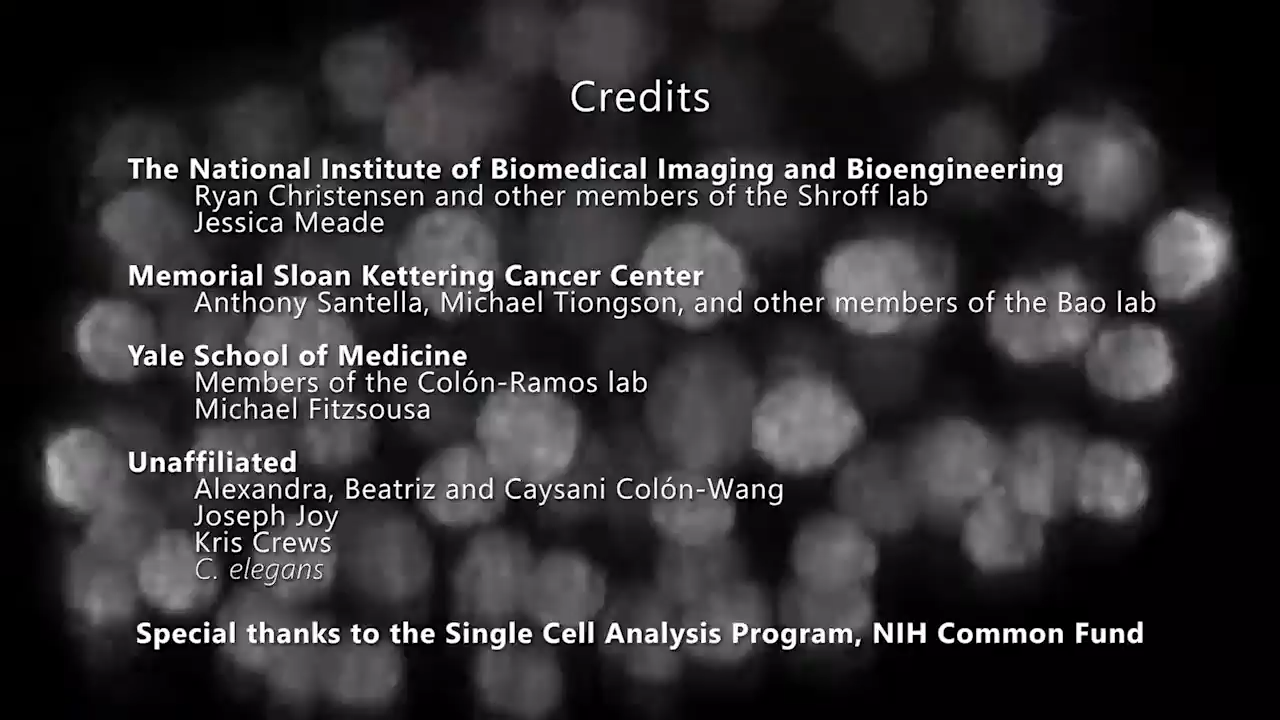 Credits
The National Institute of Biomedical Imaging and Bioengineering
Ryan Christensen and other members of the Shroff lab
Jessica Meade
Memorial Sloan Kettering Cancer Center
Anthony Santella, Michael Tiongson, and other members of the Bao lab
Yale School of Medicine
Members of the Colón-Ramos lab
Michael Fitzsousa
Unaffiliated
Alexandra, Beatriz and Caysani Colón-Wang
Joseph Joy
Kris Crews
C. elegans
Special thanks to the Single Cell Analysis Program, NIH Common Fund